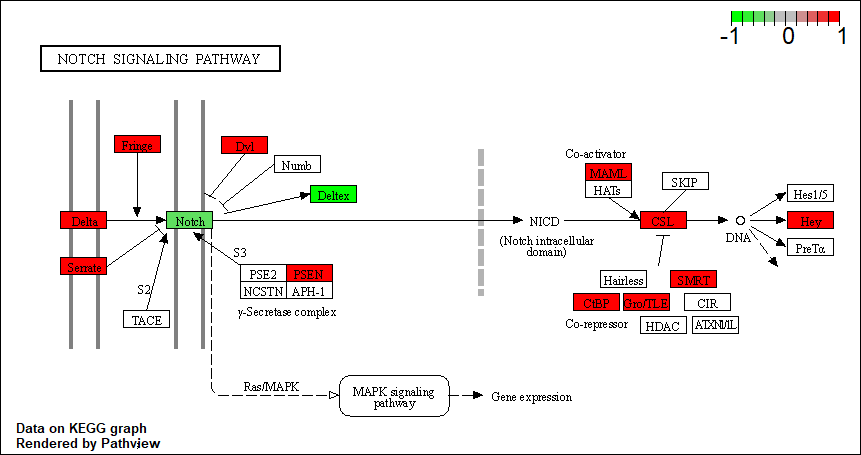 -1 0 1
NOTCH SIGNALING PATHWAY
Fringe
Dvl
Numb
Deltex
Delta
Notch
Serrate
S3
S2
TACE
PSE2 PSEN
NCSTN APH-1
γ-Secretase complex
Co-activator
MAML
HATs
SKIP
NICD
(Notch intracellular
domain)
CSL
DNA
Hes1/5
Hey
PreTα
Hairless
SMRT
CtBP
Gro/TLE
CIR
Co-repressor
HDAC
ATXN1/1L
Ras/MAPK
MAPK signaling
pathway
Gene expression
Data on KEGG graph
Rendered by Pathview